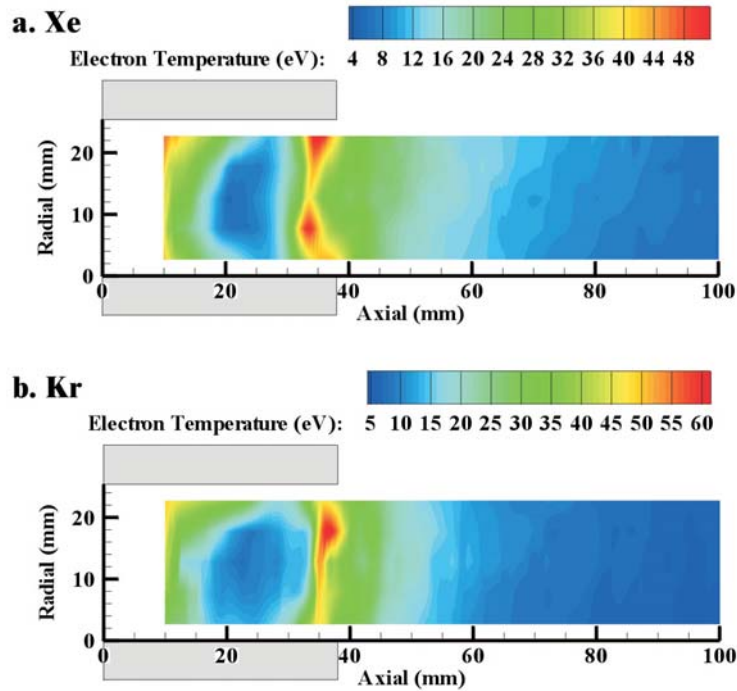 a. Xe
Electron Temperature (eV): 4 8 12 16 20 24 28 32 36 40 44 48
20
10
0
Radial (mm)
0 20 40 60 80 100
Axial (mm)
b. Kr
Electron Temperature (eV): 5 10 15 20 25 30 35 40 45 50 55 60
20
10
0
Radial (mm)
0 20 40 60 80 100
Axial (mm)